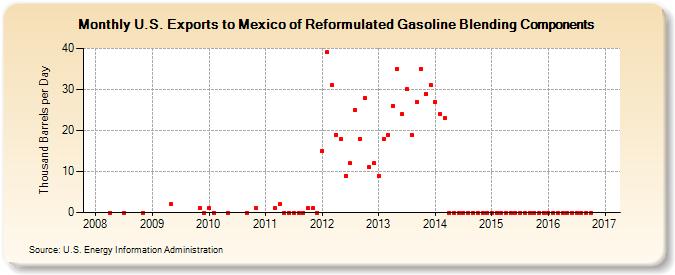 Monthly U.S. Exports to Mexico of Reformulated Gasoline Blending Components
Thousand Barrels per Day
40
30
20
10
0
2008 2009 2010 2011 2012 2013 2014 2015 2016 2017
Source: U.S. Energy Information Administration